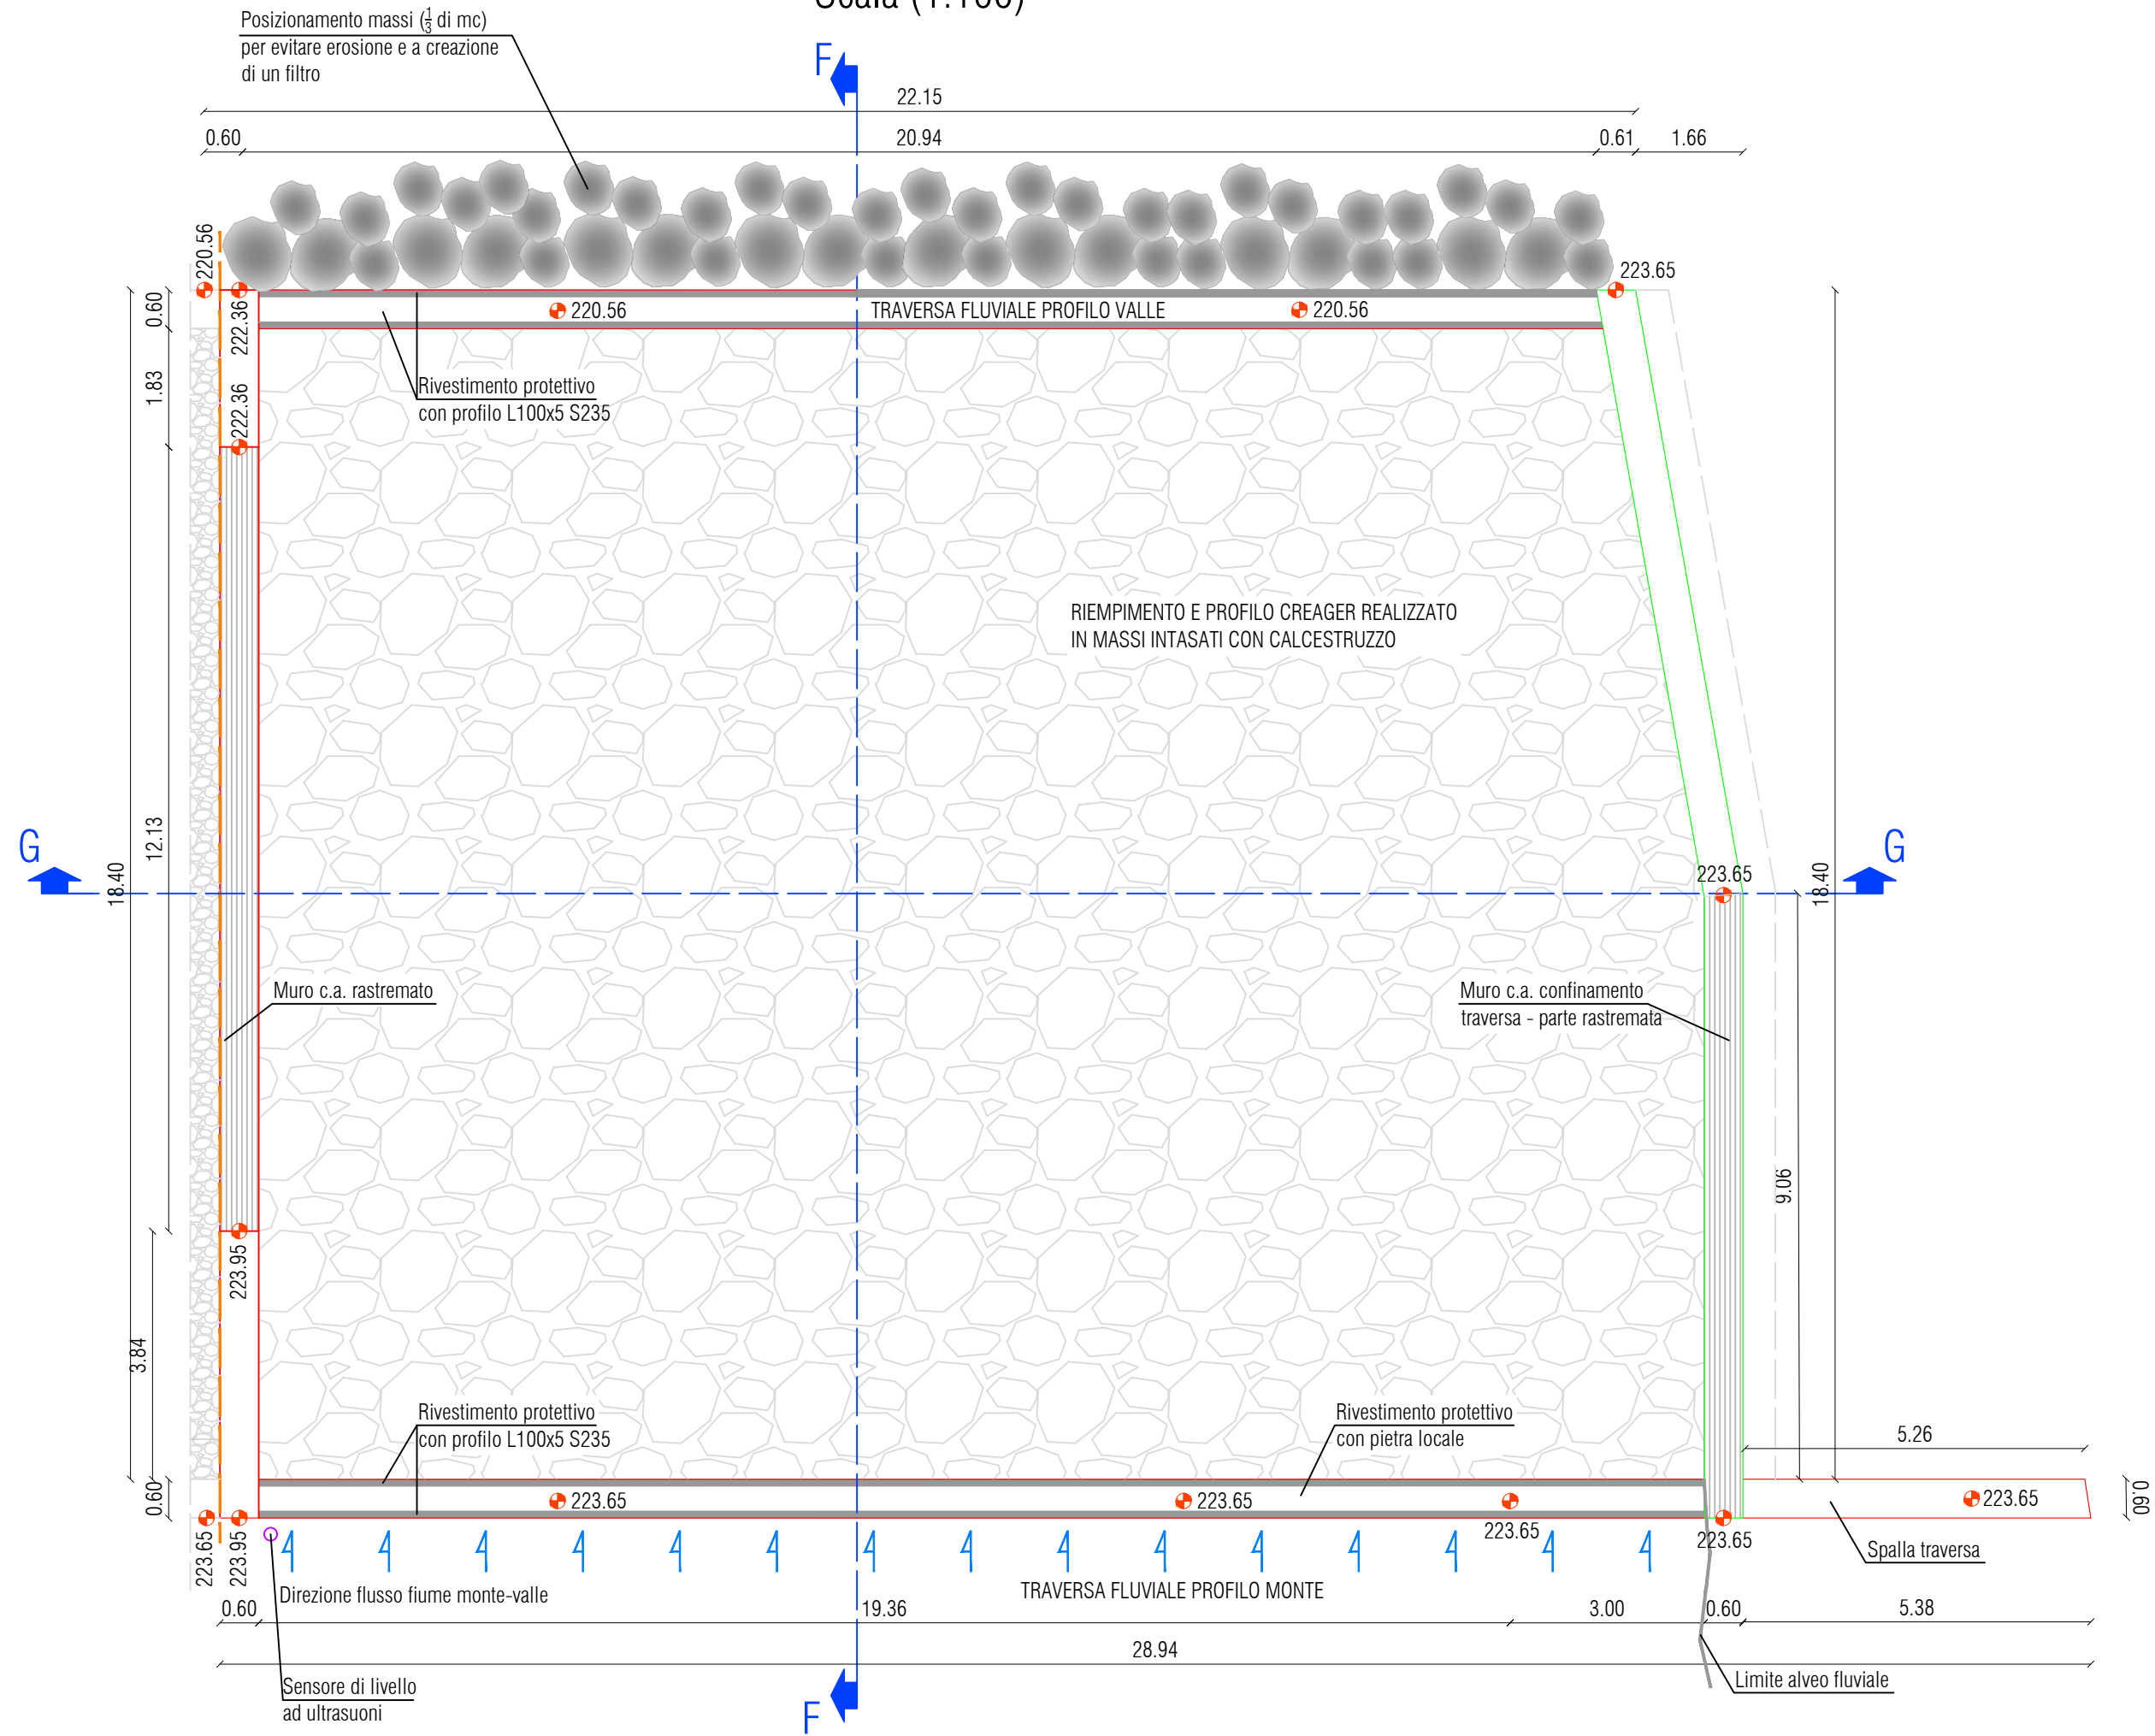 Scala (1:100)
Posizionamento massi (1/3 di mc)
per evitare erosione e a creazione
di un filtro
F
22.15
0.60
20.94
0.61
1.66
220.56
222.36
223.65
0.60
220.56
TRAVERSA FLUVIALE PROFILO VALLE
220.56
1.83
222.36
Rivestimento protettivo
con profilo L100x5 S235
RIEMPIMENTO E PROFILO CREAGER REALIZZATO
IN MASSI INTASATI CON CALCESTRUZZO
12.13
18.40
G
G
223.65
18.40
Muro c.a. rastremato
Muro c.a. confinamento
traversa - parte rastremata
9.06
223.95
3.84
Rivestimento protettivo
con profilo L100x5 S235
Rivestimento protettivo
con pietra locale
5.26
0.60
223.65
223.65
223.65
0.60
223.65
223.95
223.65
223.65
Spalla traversa
Direzione flusso fiume monte-valle
TRAVERSA FLUVIALE PROFILO MONTE
0.60
19.36
3.00
0.60
5.38
28.94
Sensore di livello
ad ultrasuoni
F
Limite alveo fluviale